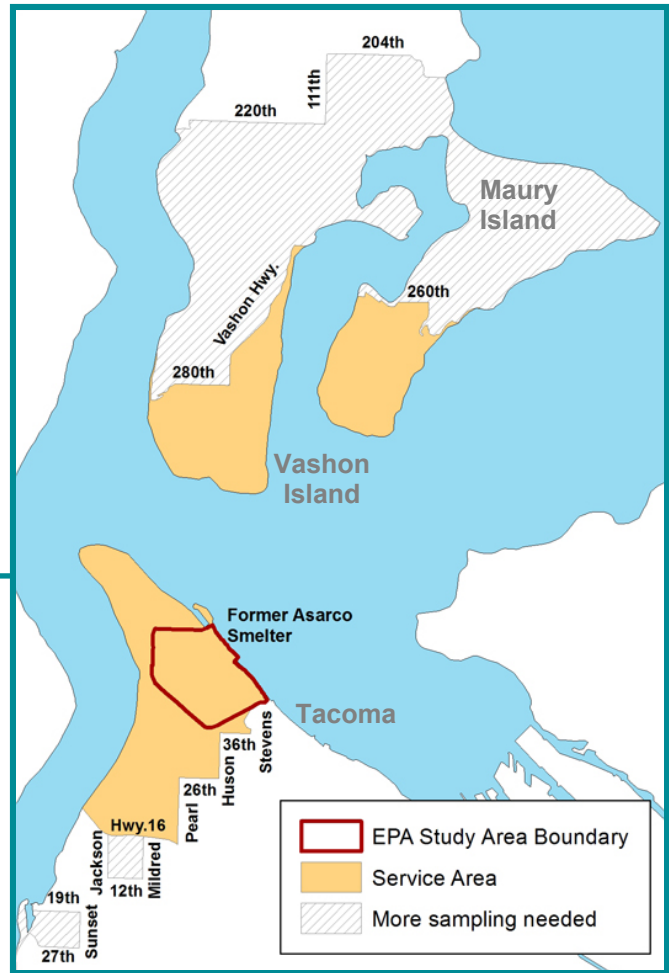 204th
111th
220th
Maury
Island
Vashon Hwy.
260th
280th
Vashon
Island
Former Asarco
Smelter
Tacoma
Stevens
36th
Huson
26th
Pearl
Hwy.16
Mildred
Jackson
12th
19th
Sunset
27th
EPA Study Area Boundary
Service Area
More sampling needed